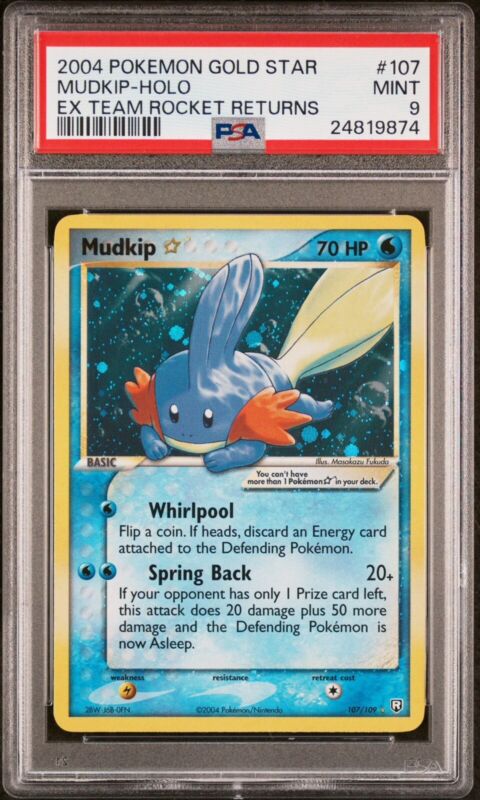 2004 POKEMON GOLD STAR #107
MUDKIP-HOLO MINT
EX TEAM ROCKET RETURNS 9
PSA 24819874
Mudkip 70 HP
BASIC
Illus. Masakazu Fukuda
You can't have
more than 1 Pokémon☆ in your deck.
Whirlpool
Flip a coin. If heads, discard an Energy card
attached to the Defending Pokémon.
Spring Back 20+
If your opponent has only 1 Prize card left,
this attack does 20 damage plus 50 more
damage and the Defending Pokémon is
now Asleep.
weakness resistance retreat cost
2BW-J6B-0FN ©2004 Pokémon/Nintendo 107/109 R
PSA